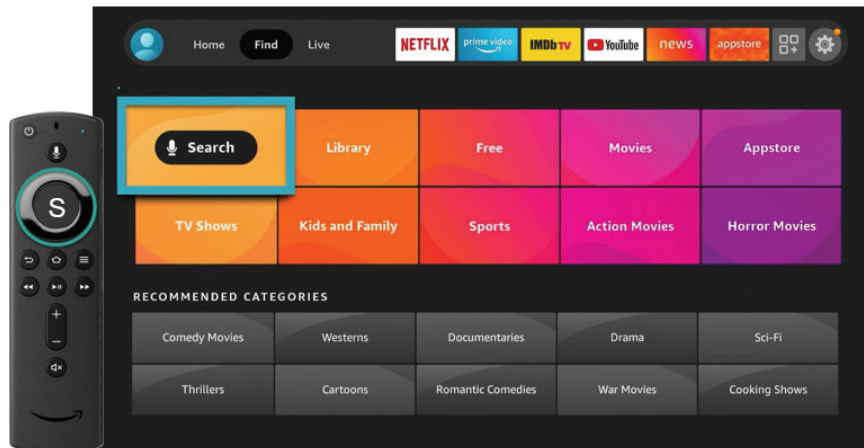 Home Find Live NETFLIX prime video IMDb TV YouTube news appstore
Search Library Free Movies Appstore
S
TV Shows Kids and Family Sports Action Movies Horror Movies
RECOMMENDED CATEGORIES
Comedy Movies Westerns Documentaries Drama Sci-Fi
Thrillers Cartoons Romantic Comedies War Movies Cooking Shows